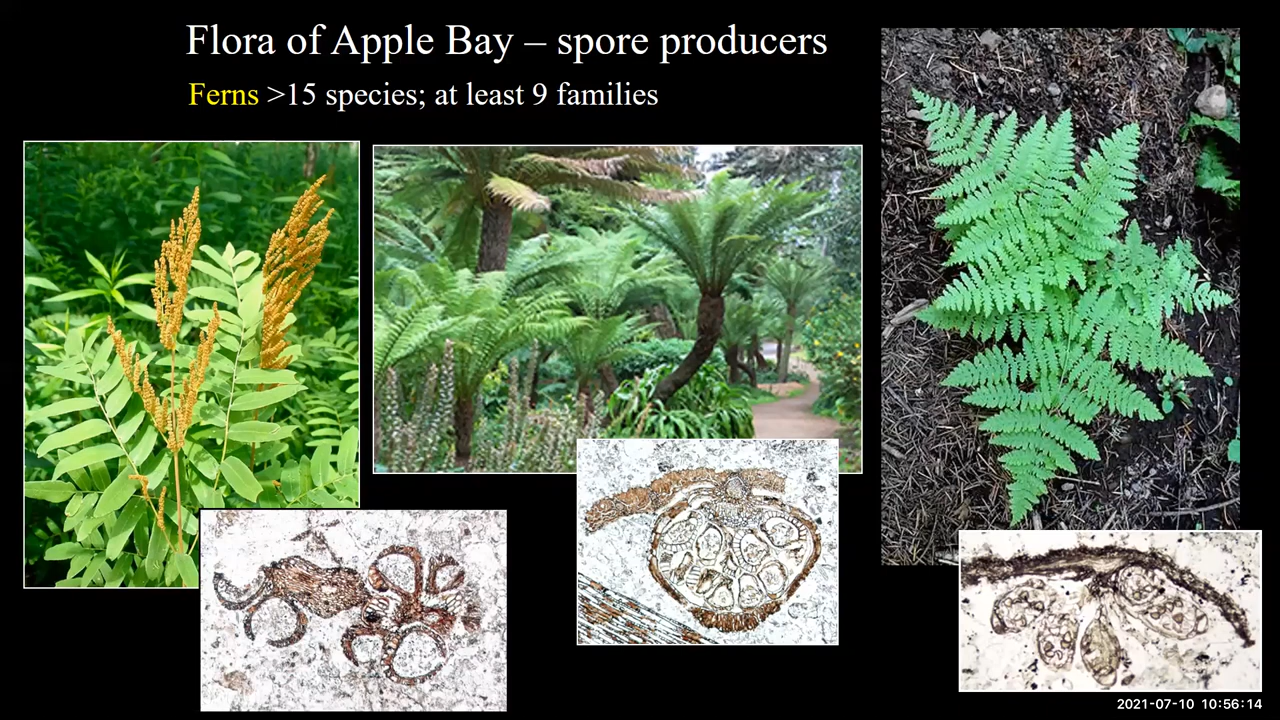 Flora of Apple Bay – spore producers
Ferns >15 species; at least 9 families
2021-07-10 10:56:14